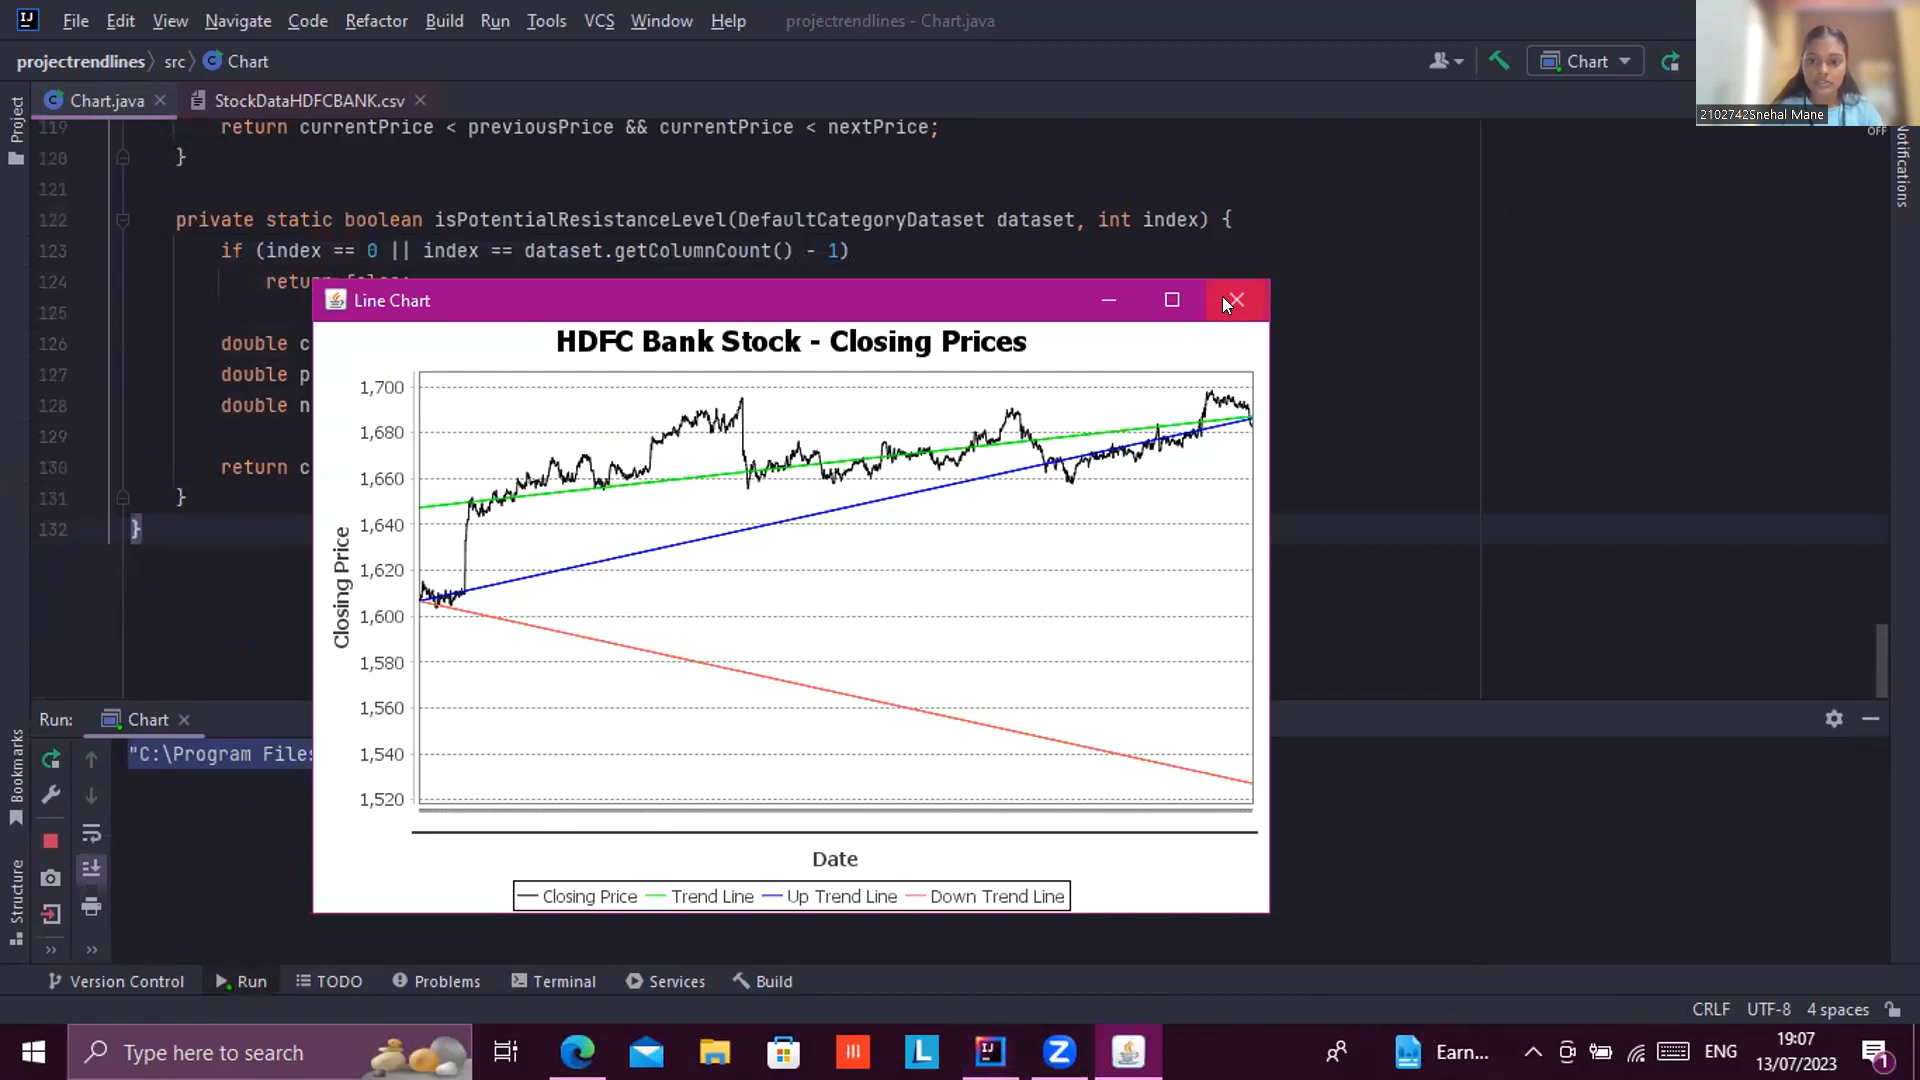 File Edit View Navigate Code Refactor Build Run Tools VCS Window Help projectrendlines - Chart.java
projectrendlines src Chart
Chart
2102742Snehal Mane
Chart.java StockDataHDFCBANK.csv
OFF
Project
Notifications
119 return currentPrice < previousPrice && currentPrice < nextPrice;
120 }
121
122 private static boolean isPotentialResistanceLevel(DefaultCategoryDataset dataset, int index) {
123 if (index == 0 || index == dataset.getColumnCount() - 1)
124 return false;
125
126 double c
127 double p
128 double n
129
130 return c
131 }
132 }
Line Chart
HDFC Bank Stock - Closing Prices
Closing Price
1,700
1,680
1,660
1,640
1,620
1,600
1,580
1,560
1,540
1,520
Date
Closing Price Trend Line Up Trend Line Down Trend Line
Run: Chart
"C:\Program Files
Bookmarks
Structure
Version Control Run TODO Problems Terminal Services Build
CRLF UTF-8 4 spaces
Type here to search
Earn... ENG
19:07
13/07/2023
1